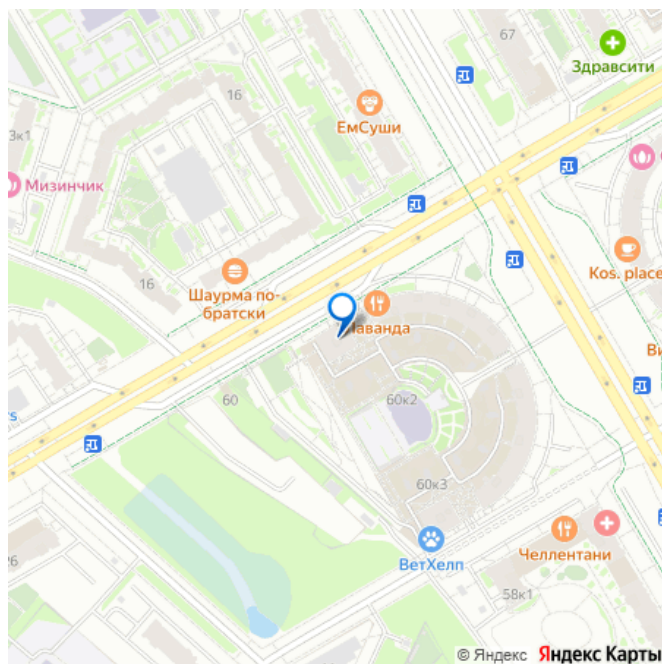 67
Здравсити
16
ЕмСуши
3к1
Мизинчик
16
Шаурма по-
братски
Kos. place
Лаванда
Ви
60
60к2
60к3
ВетХелп
Челлентани
58к1
26
© Яндекс Яндекс Карты